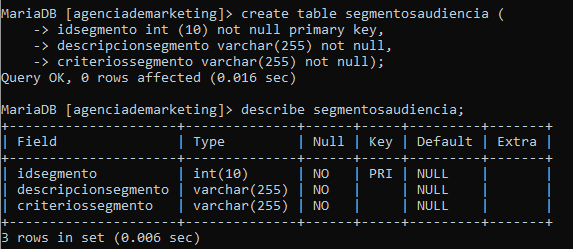 MariaDB [agenciademarketing]> create table segmentosaudiencia (
    -> idsegmento int (10) not null primary key,
    -> descripcionsegmento varchar(255) not null,
    -> criteriossegmento varchar(255) not null);
Query OK, 0 rows affected (0.016 sec)

MariaDB [agenciademarketing]> describe segmentosaudiencia;
+---------------------+--------------+------+-----+---------+-------+
| Field               | Type         | Null | Key | Default | Extra |
+---------------------+--------------+------+-----+---------+-------+
| idsegmento          | int(10)      | NO   | PRI | NULL    |       |
| descripcionsegmento | varchar(255) | NO   |     | NULL    |       |
| criteriossegmento   | varchar(255) | NO   |     | NULL    |       |
+---------------------+--------------+------+-----+---------+-------+
3 rows in set (0.006 sec)